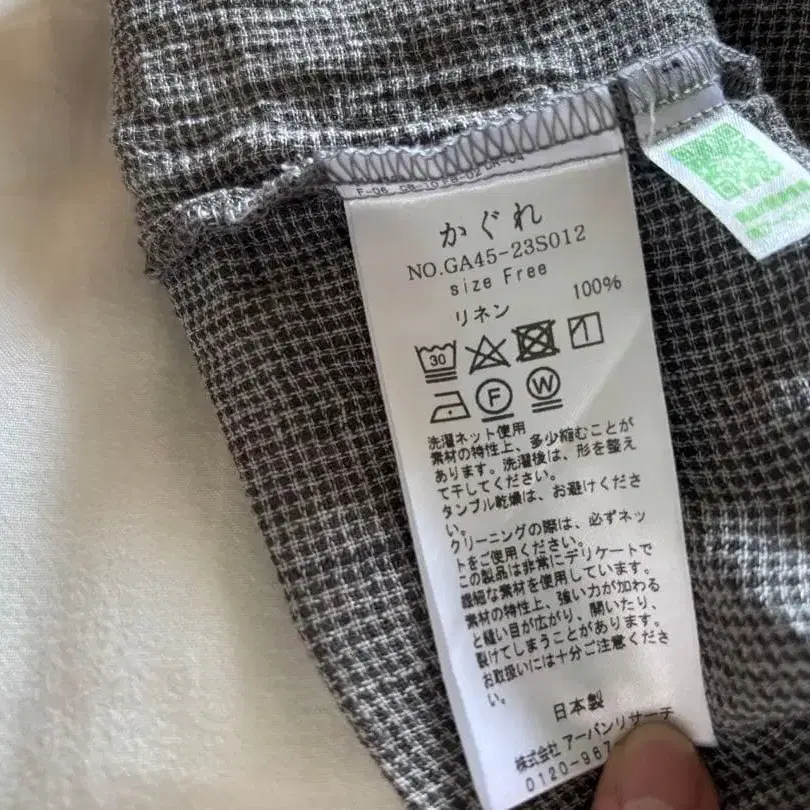 かぐれ
NO.GA45-23S012
size Free
リネン 100%
30
F W
洗濯ネット使用
素材の特性上、多少縮むことが
あります。洗濯後は、形を整え
て干してください。
タンブル乾燥は、お避けくださ
い。
クリーニングの際は、必ずネッ
トをご使用ください。
この製品は非常にデリケートで
繊細な素材を使用しています。
素材の特性上、強い力が加わる
と縫い目が広がり、開いたり、
裂けてしまうことがあります。
お取扱いには十分ご注意くださ
い。
日本製
株式会社 アーバンリサーチ
0120-967